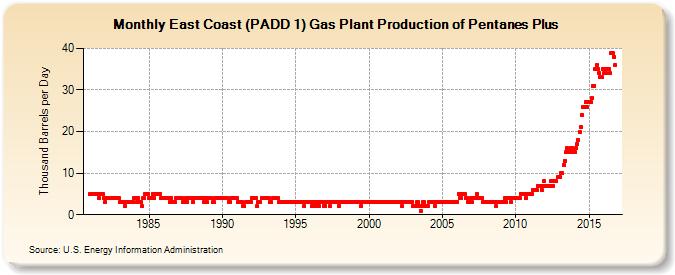 Monthly East Coast (PADD 1) Gas Plant Production of Pentanes Plus
Thousand Barrels per Day
40
30
20
10
0
1985 1990 1995 2000 2005 2010 2015
Source: U.S. Energy Information Administration